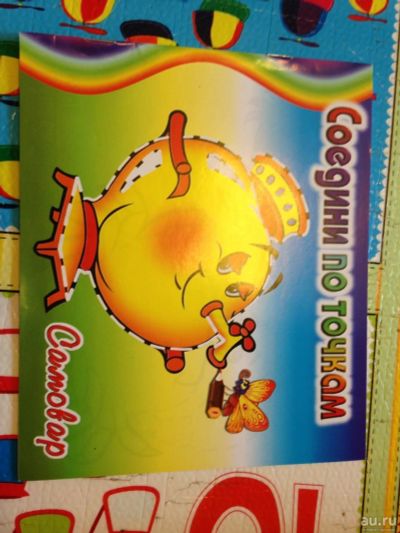 Соедини по точкам
Самовар
au.ru